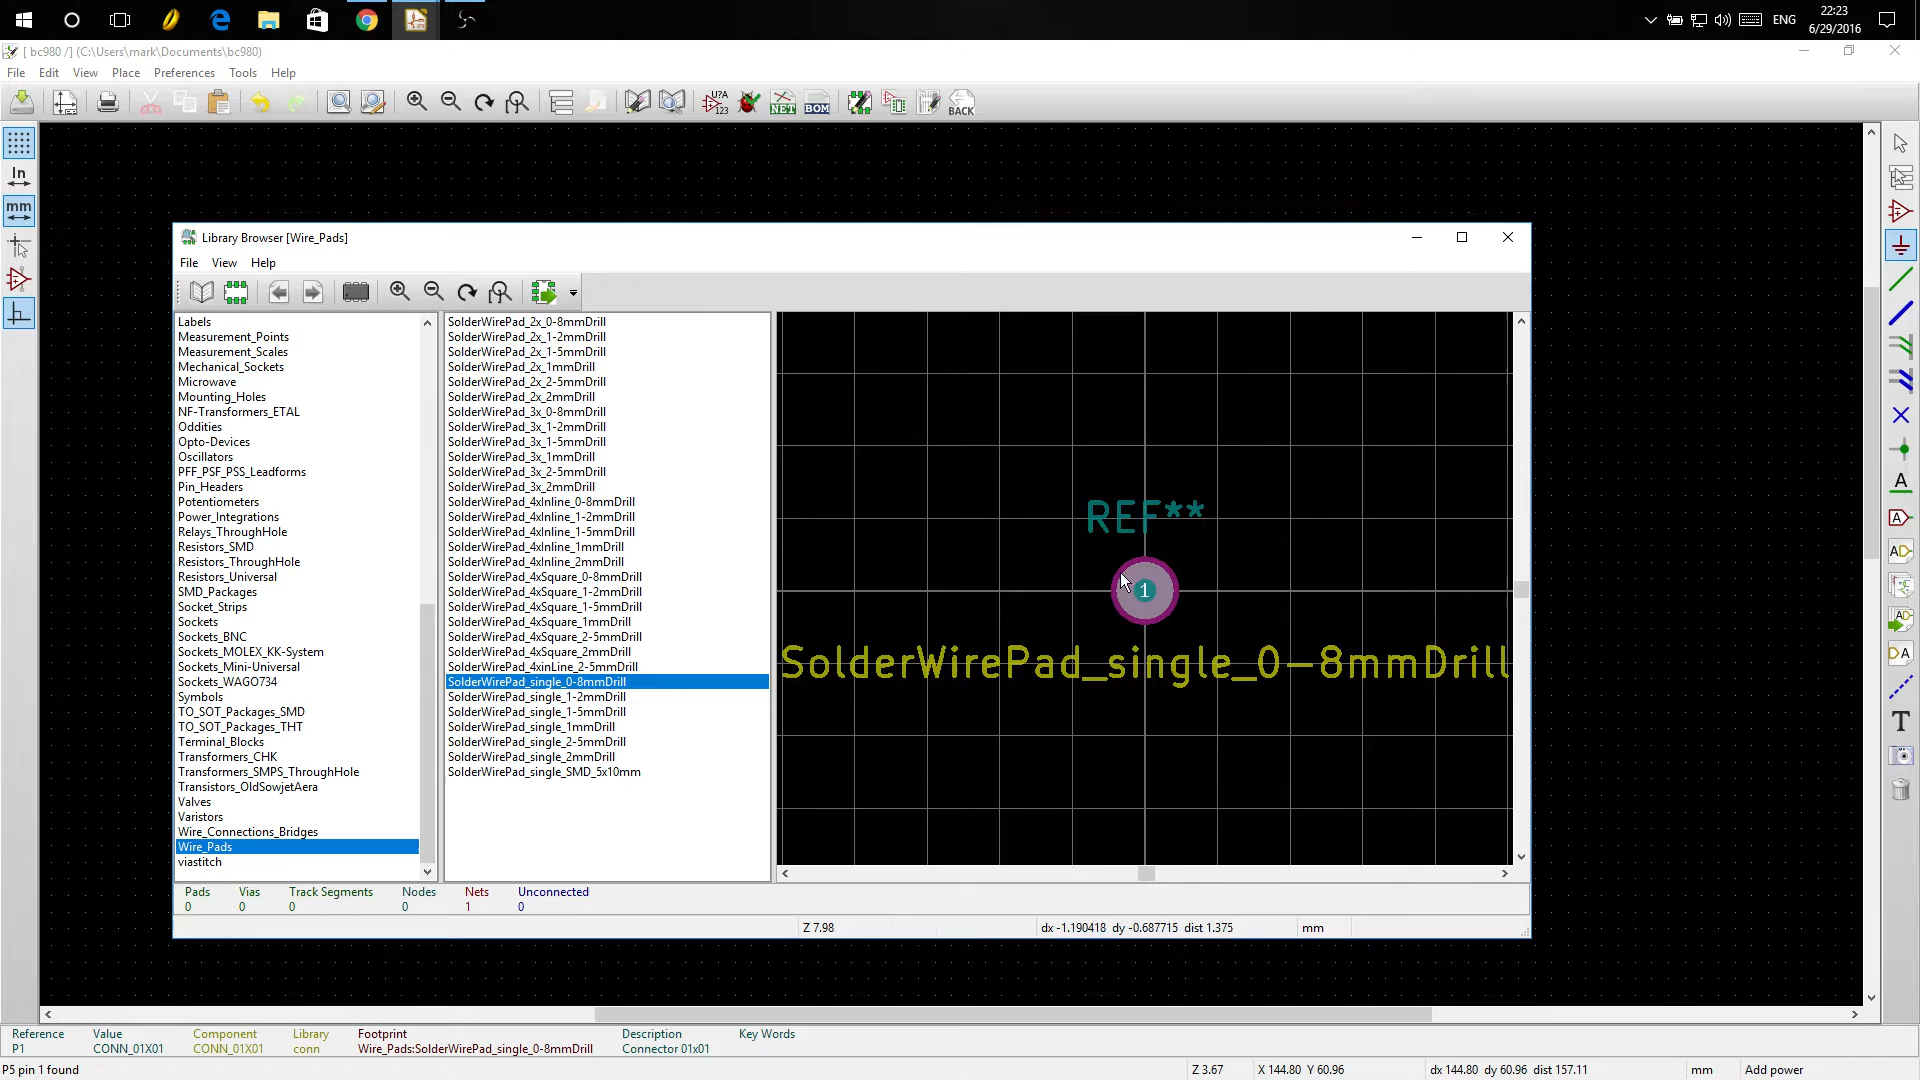 ENG
22:23
6/29/2016
[ bc980 /] (C:\Users\mark\Documents\bc980)
File Edit View Place Preferences Tools Help
U?A
123
NET
BOM
BACK
In
mm
Library Browser [Wire_Pads]
File View Help
Labels
Measurement_Points
Measurement_Scales
Mechanical_Sockets
Microwave
Mounting_Holes
NF-Transformers_ETAL
Oddities
Opto-Devices
Oscillators
PFF_PSF_PSS_Leadforms
Pin_Headers
Potentiometers
Power_Integrations
Relays_ThroughHole
Resistors_SMD
Resistors_ThroughHole
Resistors_Universal
SMD_Packages
Socket_Strips
Sockets
Sockets_BNC
Sockets_MOLEX_KK-System
Sockets_Mini-Universal
Sockets_WAGO734
Symbols
TO_SOT_Packages_SMD
TO_SOT_Packages_THT
Terminal_Blocks
Transformers_CHK
Transformers_SMPS_ThroughHole
Transistors_OldSowjetAera
Valves
Varistors
Wire_Connections_Bridges
Wire_Pads
viastitch
SolderWirePad_2x_0-8mmDrill
SolderWirePad_2x_1-2mmDrill
SolderWirePad_2x_1-5mmDrill
SolderWirePad_2x_1mmDrill
SolderWirePad_2x_2-5mmDrill
SolderWirePad_2x_2mmDrill
SolderWirePad_3x_0-8mmDrill
SolderWirePad_3x_1-2mmDrill
SolderWirePad_3x_1-5mmDrill
SolderWirePad_3x_1mmDrill
SolderWirePad_3x_2-5mmDrill
SolderWirePad_3x_2mmDrill
SolderWirePad_4xInline_0-8mmDrill
SolderWirePad_4xInline_1-2mmDrill
SolderWirePad_4xInline_1-5mmDrill
SolderWirePad_4xInline_1mmDrill
SolderWirePad_4xInline_2mmDrill
SolderWirePad_4xSquare_0-8mmDrill
SolderWirePad_4xSquare_1-2mmDrill
SolderWirePad_4xSquare_1-5mmDrill
SolderWirePad_4xSquare_1mmDrill
SolderWirePad_4xSquare_2-5mmDrill
SolderWirePad_4xSquare_2mmDrill
SolderWirePad_4xinLine_2-5mmDrill
SolderWirePad_single_0-8mmDrill
SolderWirePad_single_1-2mmDrill
SolderWirePad_single_1-5mmDrill
SolderWirePad_single_1mmDrill
SolderWirePad_single_2-5mmDrill
SolderWirePad_single_2mmDrill
SolderWirePad_single_SMD_5x10mm
REF**
1
SolderWirePad_single_0-8mmDrill
Pads Vias Track Segments Nodes Nets Unconnected
0 0 0 0 1 0
Z 7.98 dx -1.190418 dy -0.687715 dist 1.375 mm
A
A
AD
AD
DA
T
Reference Value Component Library Footprint Description Key Words
P1 CONN_01X01 CONN_01X01 conn Wire_Pads:SolderWirePad_single_0-8mmDrill Connector 01x01
P5 pin 1 found Z 3.67 X 144.80 Y 60.96 dx 144.80 dy 60.96 dist 157.11 mm Add power